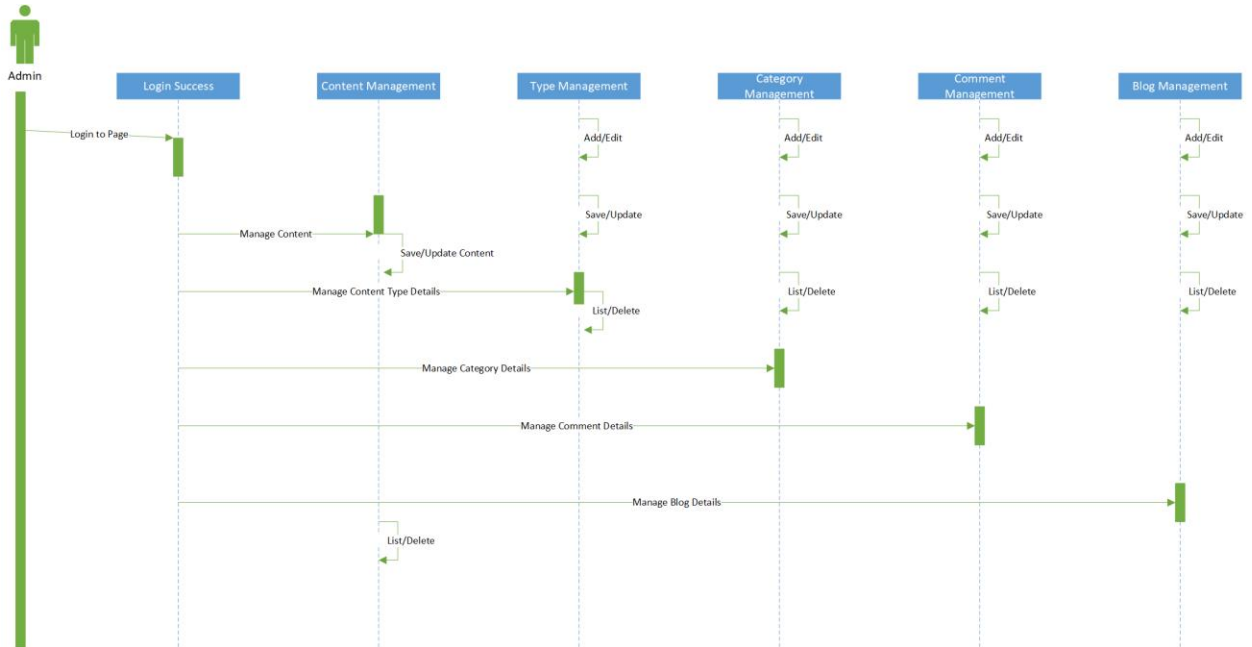 Admin
Login Success
Content Management
Type Management
Category
Management
Comment
Management
Blog Management
Login to Page
Add/Edit
Add/Edit
Add/Edit
Add/Edit
Save/Update
Save/Update
Save/Update
Save/Update
Manage Content
Save/Update Content
Manage Content Type Details
List/Delete
List/Delete
List/Delete
List/Delete
Manage Category Details
Manage Comment Details
Manage Blog Details
List/Delete